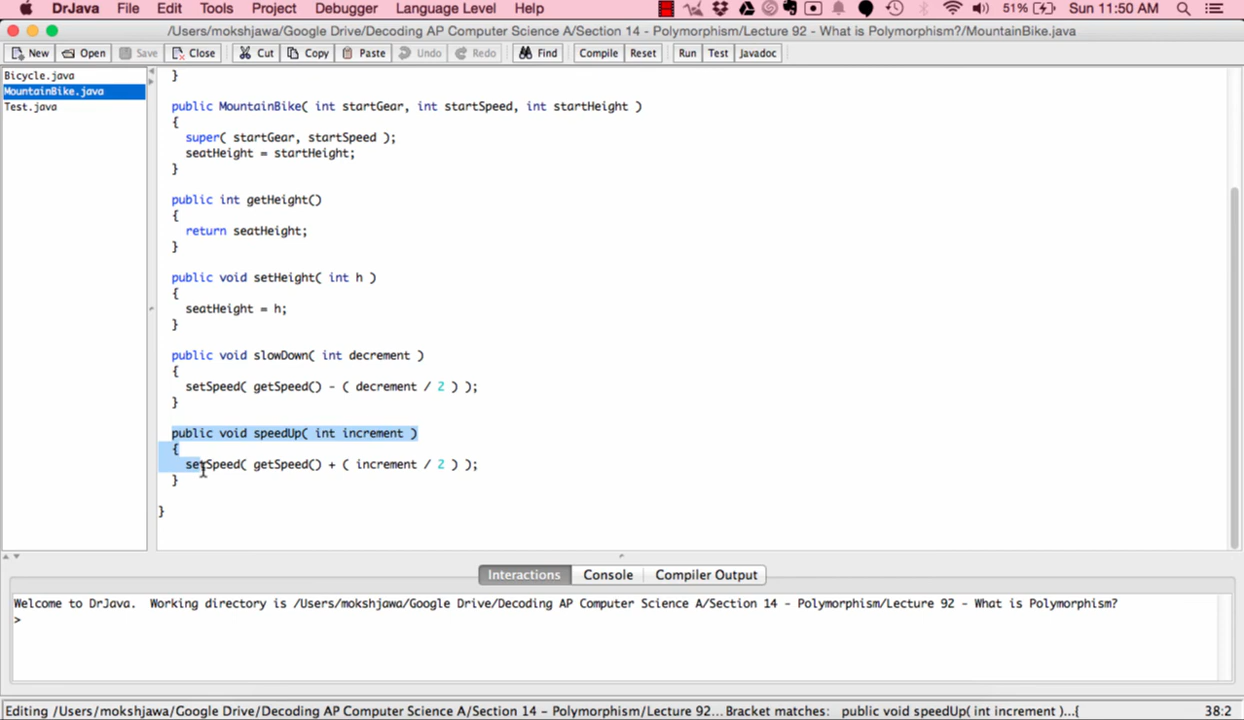 DrJava File Edit Tools Project Debugger Language Level Help 51% Sun 11:50 AM
/Users/mokshjawa/Google Drive/Decoding AP Computer Science A/Section 14 - Polymorphism/Lecture 92 - What is Polymorphism?/MountainBike.java
New Open Save Close Cut Copy Paste Undo Redo Find Compile Reset Run Test Javadoc
Bicycle.java
MountainBike.java
Test.java
}
public MountainBike( int startGear, int startSpeed, int startHeight )
{
super( startGear, startSpeed );
seatHeight = startHeight;
}
public int getHeight()
{
return seatHeight;
}
public void setHeight( int h )
{
seatHeight = h;
}
public void slowDown( int decrement )
{
setSpeed( getSpeed() - ( decrement / 2 ) );
}
public void speedUp( int increment )
{
setSpeed( getSpeed() + ( increment / 2 ) );
}
}
Interactions Console Compiler Output
Welcome to DrJava. Working directory is /Users/mokshjawa/Google Drive/Decoding AP Computer Science A/Section 14 - Polymorphism/Lecture 92 - What is Polymorphism?
>
Editing /Users/mokshjawa/Google Drive/Decoding AP Computer Science A/Section 14 - Polymorphism/Lecture 92... Bracket matches: public void speedUp( int increment )...{ 38:2